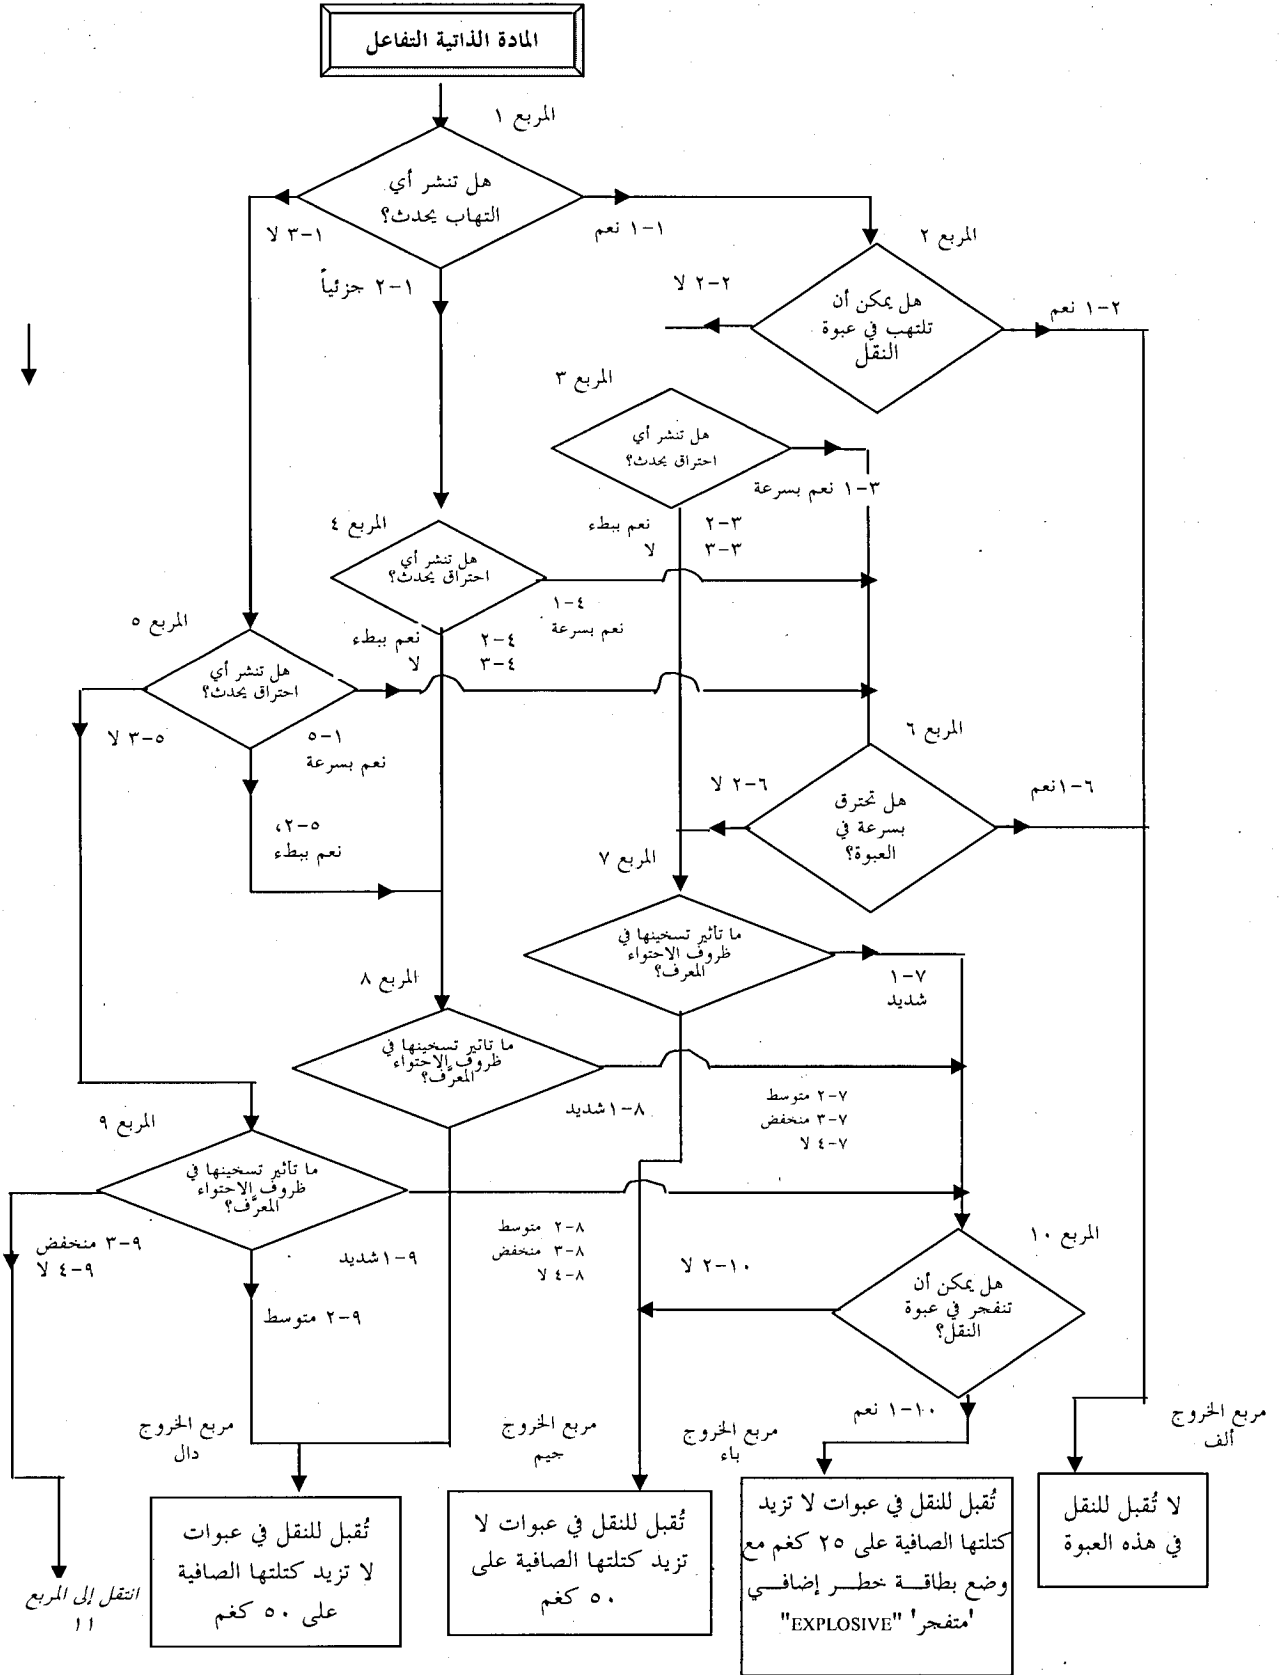 المادة الذاتية التفاعل
المربع ١
هل تنشر أي
التهاب يحدث؟
١-١ نعم
١-٣ لا
١-٢ جزئياً
المربع ٢
هل يمكن أن
تلتهب في عبوة
النقل
٢-١ نعم
٢-٢ لا
المربع ٣
هل تنشر أي
احتراق يحدث؟
٣-١ نعم بسرعة
٣-٢ نعم ببطء
٣-٣ لا
المربع ٤
هل تنشر أي
احتراق يحدث؟
٤-١
نعم بسرعة
٤-٢ نعم ببطء
٤-٣ لا
المربع ٥
هل تنشر أي
احتراق يحدث؟
٥-٣ لا
٥-١
نعم بسرعة
٥-٢،
نعم ببطء
المربع ٦
هل تحترق
بسرعة في
العبوة؟
٦-١ نعم
٦-٢ لا
المربع ٧
ما تأثير تسخينها في
ظروف الاحتواء
المعرف؟
٧-١
شديد
٧-٢ متوسط
٧-٣ منخفض
٧-٤ لا
المربع ٨
ما تاثير تسخينها في
ظروف الاحتواء
المعرَّف؟
٨-١ شديد
٨-٢ متوسط
٨-٣ منخفض
٨-٤ لا
المربع ٩
ما تأثير تسخينها في
ظروف الاحتواء
المعرَّف؟
٩-١ شديد
٩-٢ متوسط
٩-٣ منخفض
٩-٤ لا
المربع ١٠
هل يمكن أن
تنفجر في عبوة
النقل؟
١٠-٢ لا
١٠-١ نعم
مربع الخروج
ألف
لا تُقبل للنقل
في هذه العبوة
مربع الخروج
باء
تُقبل للنقل في عبوات لا تزيد
كتلتها الصافية على ٢٥ كغم مع
وضع بطاقة خطر إضافي
'متفجر' "EXPLOSIVE"
مربع الخروج
جيم
تُقبل للنقل في عبوات لا
تزيد كتلتها الصافية على
٥٠ كغم
مربع الخروج
دال
تُقبل للنقل في عبوات
لا تزيد كتلتها الصافية
على ٥٠ كغم
انتقل إلى المربع
١١